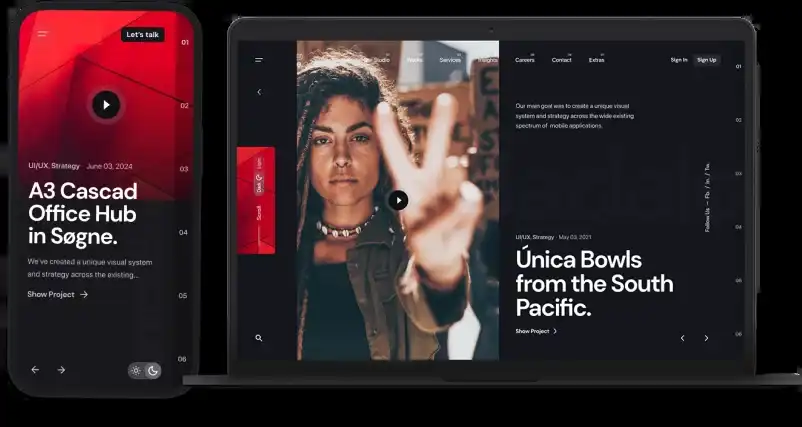 Let's talk
01
02
03
04
05
06
UI/UX, Strategy June 03, 2024
A3 Cascad
Office Hub
in Søgne.
We've created a unique visual system
and strategy across the existing...
Show Project
Studio
Services
Insights
Careers
Contact
Extras
Sign In
Sign Up
01
02
03
04
05
06
Our main goal was to create a unique visual
system and strategy across the wide existing
spectrum of mobile applications.
Dark
Light
Scroll
Follow Us — Fb. / In. / Tw.
UI/UX, Strategy May 03, 2021
Única Bowls
from the South
Pacific.
Show Project